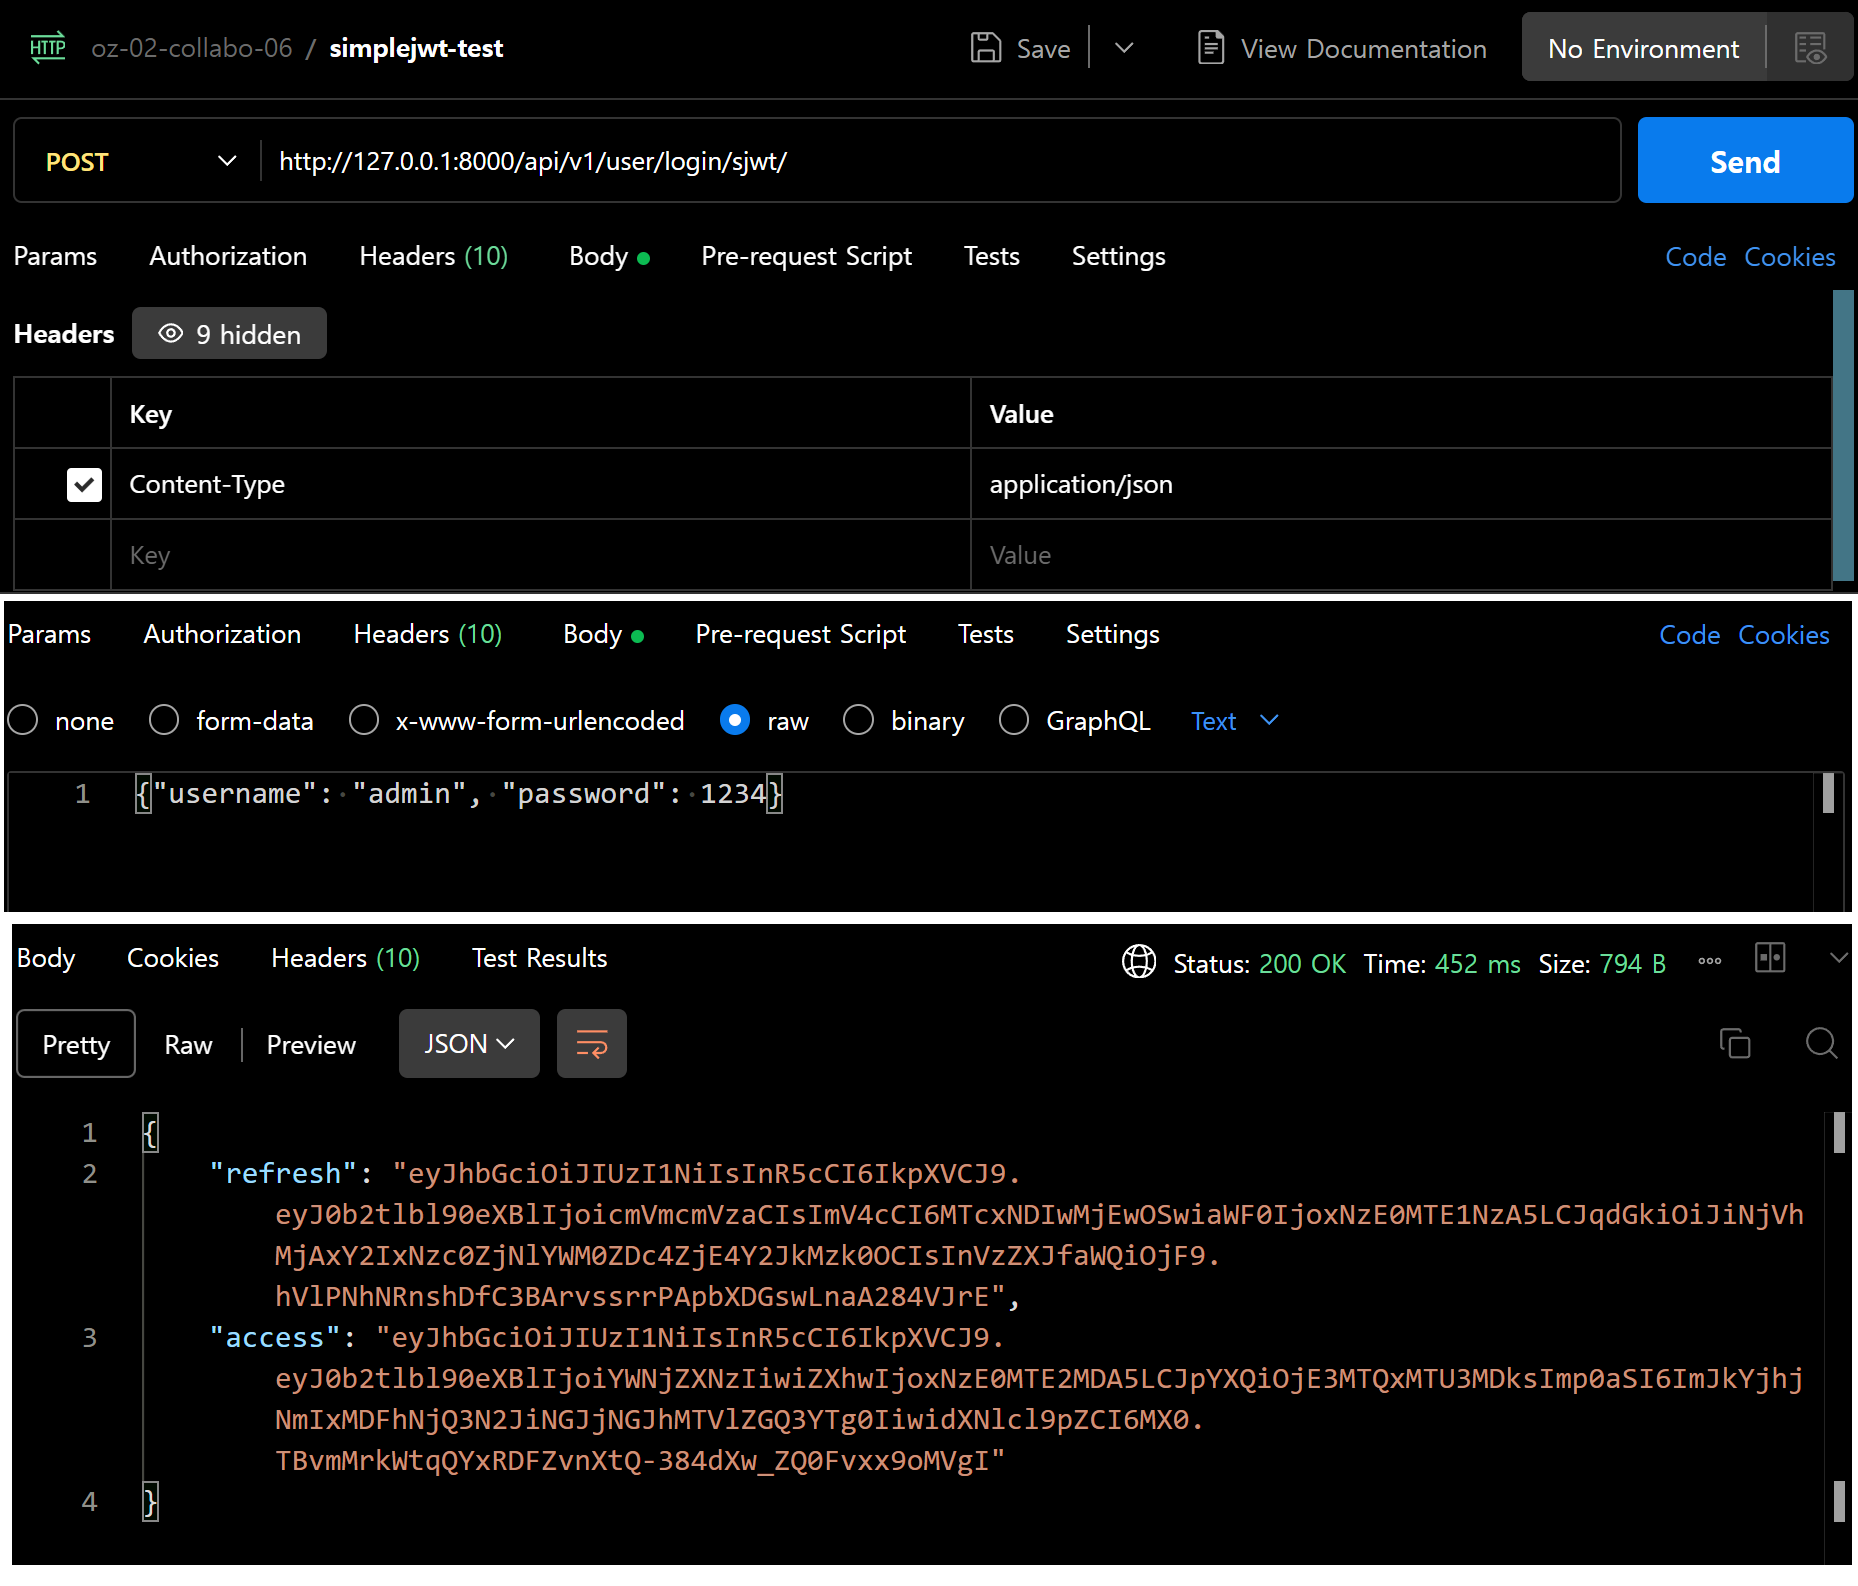 HTTP oz-02-collabo-06 / simplejwt-test Save View Documentation No Environment
POST http://127.0.0.1:8000/api/v1/user/login/sjwt/ Send
Params Authorization Headers (10) Body Pre-request Script Tests Settings Code Cookies
Headers 9 hidden
Key Value
Content-Type application/json
Key Value
Params Authorization Headers (10) Body Pre-request Script Tests Settings Code Cookies
none form-data x-www-form-urlencoded raw binary GraphQL Text
1 {"username": "admin", "password": 1234}
Body Cookies Headers (10) Test Results Status: 200 OK Time: 452 ms Size: 794 B
Pretty Raw Preview JSON
1 {
2 "refresh": "eyJhbGciOiJIUzI1NiIsInR5cCI6IkpXVCJ9.
eyJ0b2tlbl90eXBlIjoicmVmcmVzaCIsImV4cCI6MTcxNDIwMjEwOSwiaWF0IjoxNzE0MTE1NzA5LCJqdGkiOiJiNjVh
MjAxY2IxNzc0ZjNlYWM0ZDc4ZjE4Y2JkMzk0OCIsInVzZXJfaWQiOjF9.
hVlPNhNRnshDfC3BArvssrrPApbXDGswLnaA284VJrE",
3 "access": "eyJhbGciOiJIUzI1NiIsInR5cCI6IkpXVCJ9.
eyJ0b2tlbl90eXBlIjoiYWNjZXNzIiwiZXhwIjoxNzE0MTE2MDA5LCJpYXQiOjE3MTQxMTU3MDksImp0aSI6ImJkYjhj
NmIxMDFhNjQ3N2JiNGJjNGJhMTVlZGQ3YTg0IiwidXNlcl9pZCI6MX0.
TBvmMrkWtqQYxRDFZvnXtQ-384dXw_ZQ0Fvxx9oMVgI"
4 }